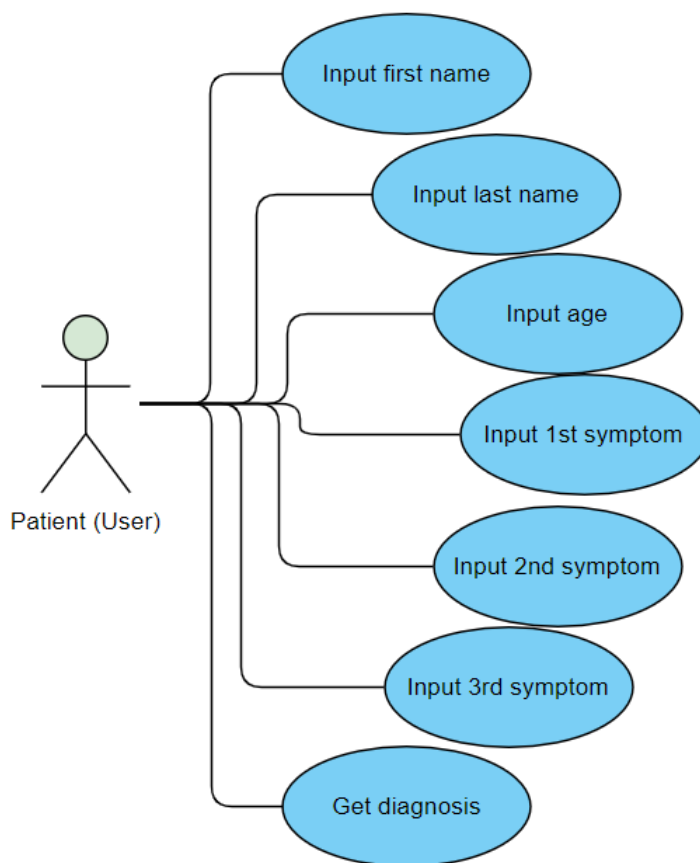 Input first name
Input last name
Input age
Input 1st symptom
Patient (User)
Input 2nd symptom
Input 3rd symptom
Get diagnosis